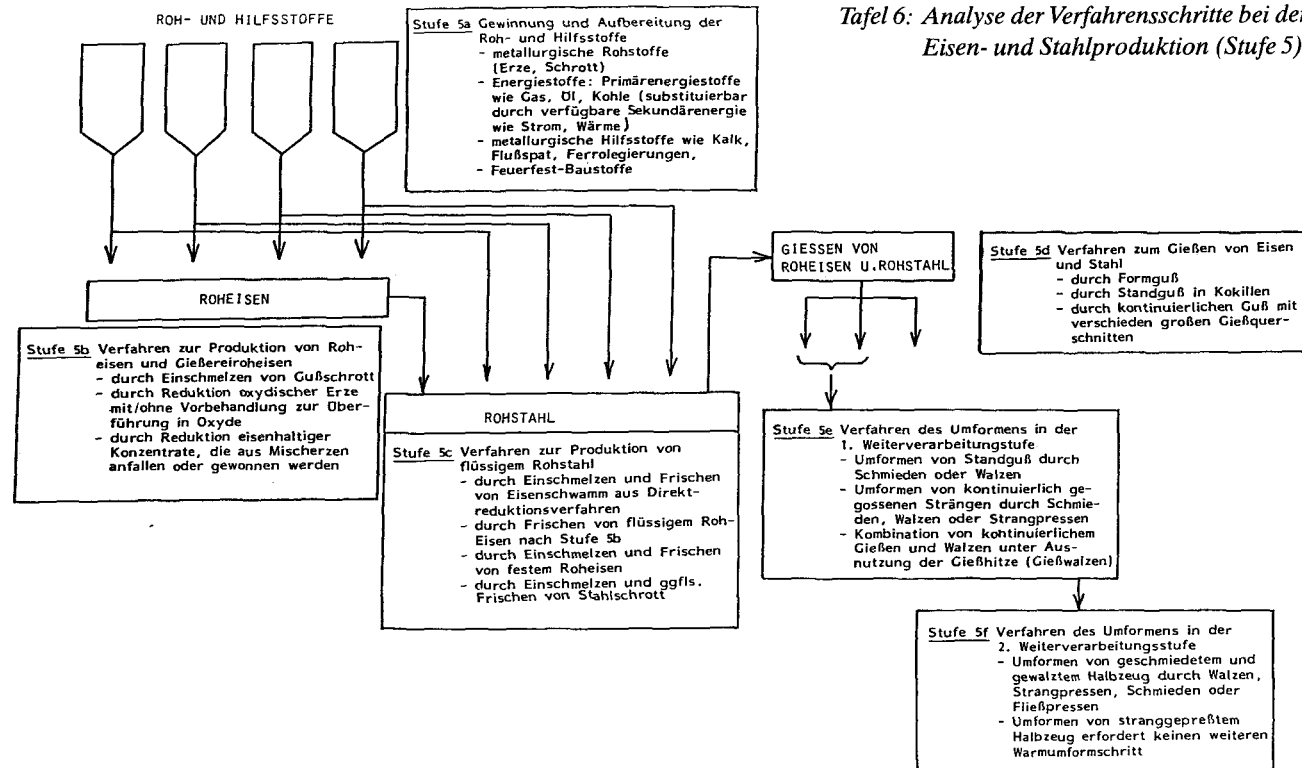 Tafel 6: Analyse der Verfahrensschritte bei der
Eisen- und Stahlproduktion (Stufe 5)
ROH- UND HILFSSTOFFE
Stufe 5a Gewinnung und Aufbereitung der
Roh- und Hilfsstoffe
- metallurgische Rohstoffe
(Erze, Schrott)
- Energiestoffe: Primärenergiestoffe
wie Gas, Öl, Kohle (substituierbar
durch verfügbare Sekundärenergie
wie Strom, Wärme)
- metallurgische Hilfsstoffe wie Kalk,
Flußspat, Ferrolegierungen,
- Feuerfest-Baustoffe
ROHEISEN
Stufe 5b Verfahren zur Produktion von Roh-
eisen und Gießereiroheisen
- durch Einschmelzen von Gußschrott
- durch Reduktion oxydischer Erze
mit/ohne Vorbehandlung zur Über-
führung in Oxyde
- durch Reduktion eisenhaltiger
Konzentrate, die aus Mischerzen
anfallen oder gewonnen werden
ROHSTAHL
Stufe 5c Verfahren zur Produktion von
flüssigem Rohstahl
- durch Einschmelzen und Frischen
von Eisenschwamm aus Direkt-
reduktionsverfahren
- durch Frischen von flüssigem Roh-
Eisen nach Stufe 5b
- durch Einschmelzen und Frischen
von festem Roheisen
- durch Einschmelzen und ggfls.
Frischen von Stahlschrott
GIESSEN VON
ROHEISEN U.ROHSTAHL
Stufe 5d Verfahren zum Gießen von Eisen
und Stahl
- durch Formguß
- durch Standguß in Kokillen
- durch kontinuierlichen Guß mit
verschieden großen Gießquer-
schnitten
Stufe 5e Verfahren des Umformens in der
1. Weiterverarbeitungstufe
- Umformen von Standguß durch
Schmieden oder Walzen
- Umformen von kontinuierlich ge-
gossenen Strängen durch Schmie-
den, Walzen oder Strangpressen
- Kombination von kontinuierlichem
Gießen und Walzen unter Aus-
nutzung der Gießhitze (Gießwalzen)
Stufe 5f Verfahren des Umformens in der
2. Weiterverarbeitungsstufe
- Umformen von geschmiedetem und
gewalztem Halbzeug durch Walzen,
Strangpressen, Schmieden oder
Fließpressen
- Umformen von stranggepreßtem
Halbzeug erfordert keinen weiteren
Warmumformschritt